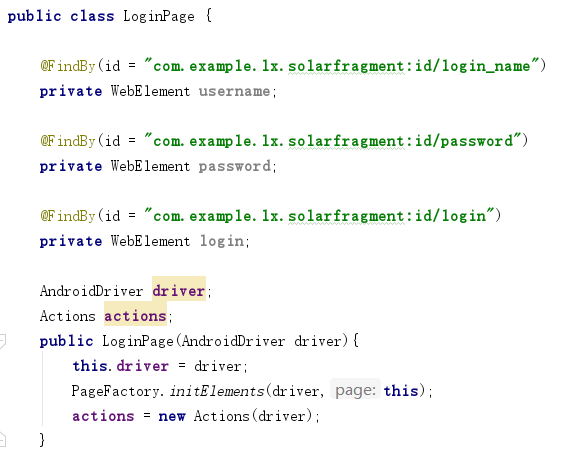 public class LoginPage {
@FindBy(id = "com.example.lx.solarfragment:id/login_name")
private WebElement username;
@FindBy(id = "com.example.lx.solarfragment:id/password")
private WebElement password;
@FindBy(id = "com.example.lx.solarfragment:id/login")
private WebElement login;
AndroidDriver driver;
Actions actions;
public LoginPage(AndroidDriver driver){
this.driver = driver;
PageFactory.initElements(driver, page: this);
actions = new Actions(driver);
}